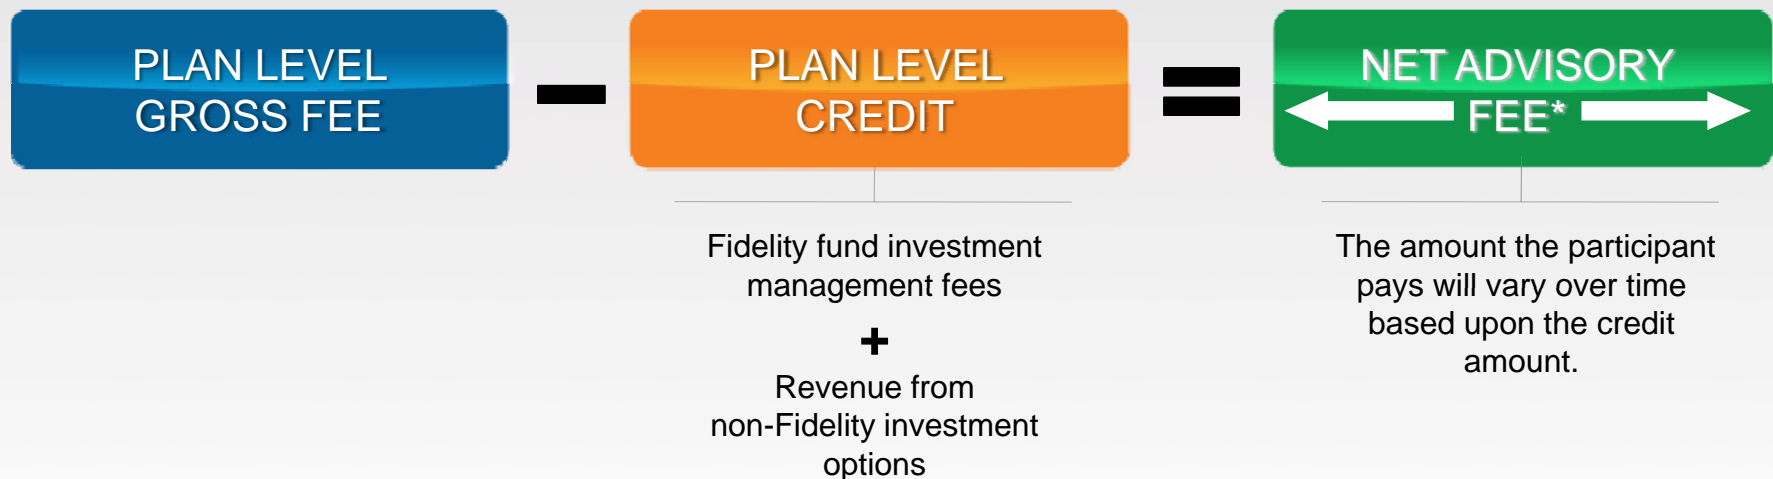 PLAN LEVEL
GROSS FEE
PLAN LEVEL
CREDIT
NET ADVISORY
FEE*
Fidelity fund investment
management fees
+
Revenue from
non-Fidelity investment
options
The amount the participant
pays will vary over time
based upon the credit
amount.